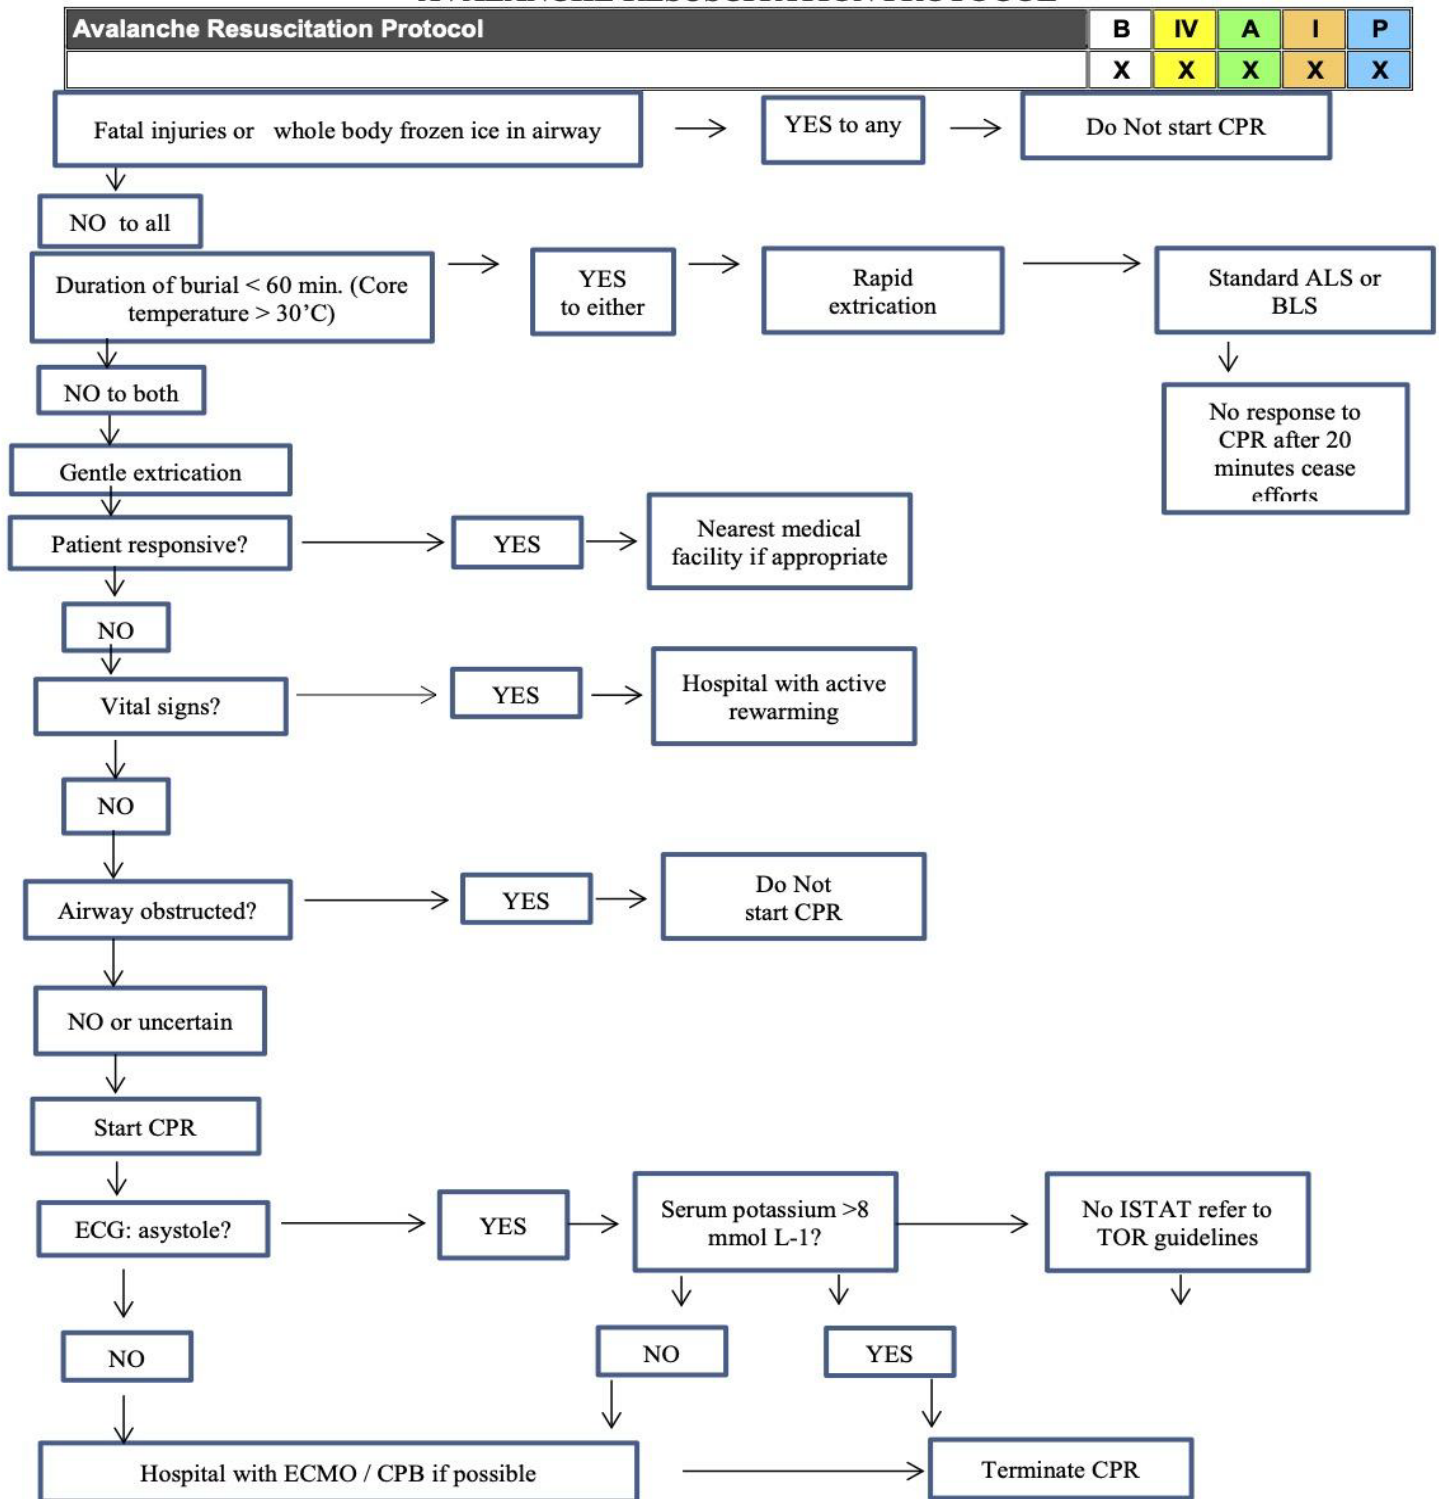 AVALANCHE RESUSCITATION PROTOCOL
Avalanche Resuscitation Protocol B IV A I P
X X X X X
Fatal injuries or whole body frozen ice in airway
YES to any
Do Not start CPR
NO to all
Duration of burial < 60 min. (Core
temperature > 30’C)
YES
to either
Rapid
extrication
Standard ALS or
BLS
NO to both
No response to
CPR after 20
minutes cease
efforts
Gentle extrication
Patient responsive?
YES
Nearest medical
facility if appropriate
NO
Vital signs?
YES
Hospital with active
rewarming
NO
Airway obstructed?
YES
Do Not
start CPR
NO or uncertain
Start CPR
ECG: asystole?
YES
Serum potassium >8
mmol L-1?
No ISTAT refer to
TOR guidelines
NO
NO
YES
Hospital with ECMO / CPB if possible
Terminate CPR